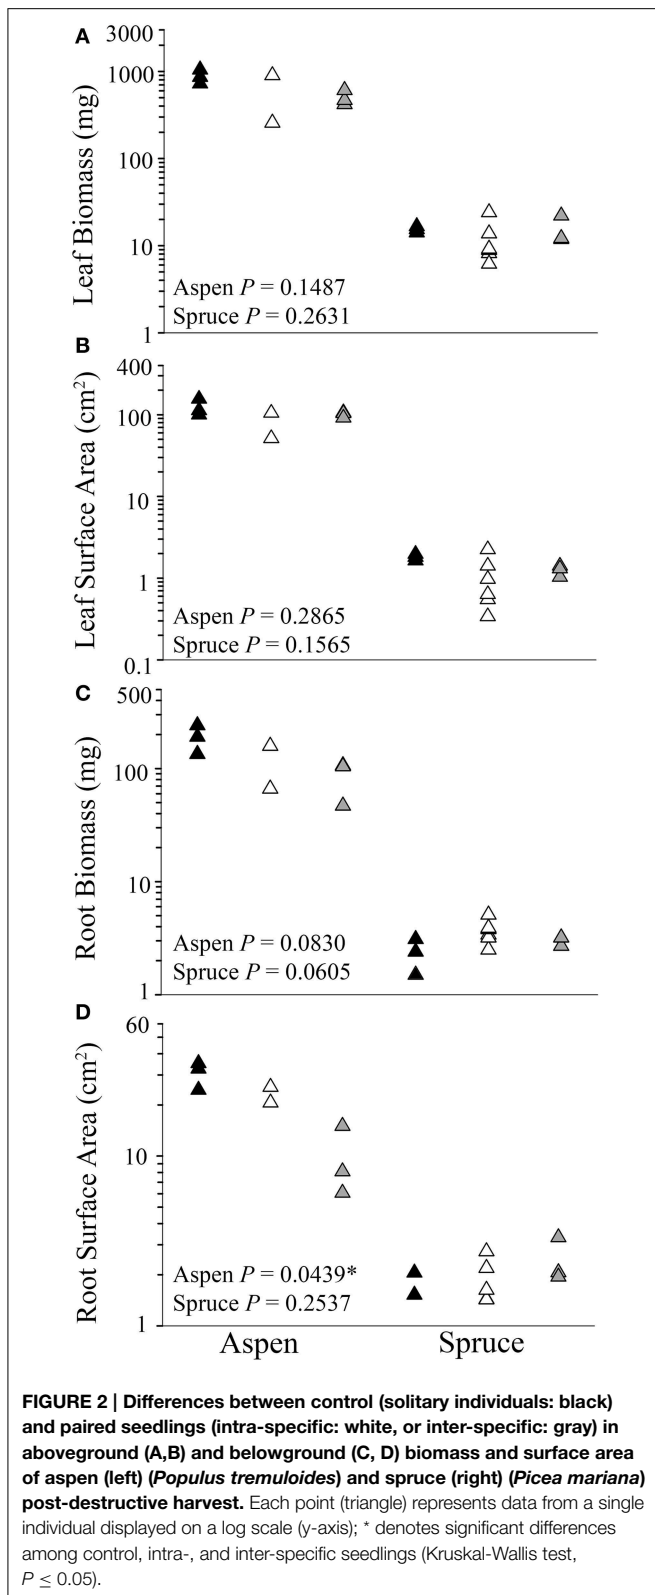 A
3000
1000
100
10
1
Leaf Biomass (mg)
Aspen P = 0.1487
Spruce P = 0.2631
B
400
100
10
1
0.1
Leaf Surface Area (cm²)
Aspen P = 0.2865
Spruce P = 0.1565
C
500
100
10
1
Root Biomass (mg)
Aspen P = 0.0830
Spruce P = 0.0605
D
60
10
1
Root Surface Area (cm²)
Aspen P = 0.0439*
Spruce P = 0.2537
Aspen Spruce
FIGURE 2 | Differences between control (solitary individuals: black)
and paired seedlings (intra-specific: white, or inter-specific: gray) in
aboveground (A,B) and belowground (C, D) biomass and surface area
of aspen (left) (Populus tremuloides) and spruce (right) (Picea mariana)
post-destructive harvest. Each point (triangle) represents data from a single
individual displayed on a log scale (y-axis); * denotes significant differences
among control, intra-, and inter-specific seedlings (Kruskal-Wallis test,
P ≤ 0.05).